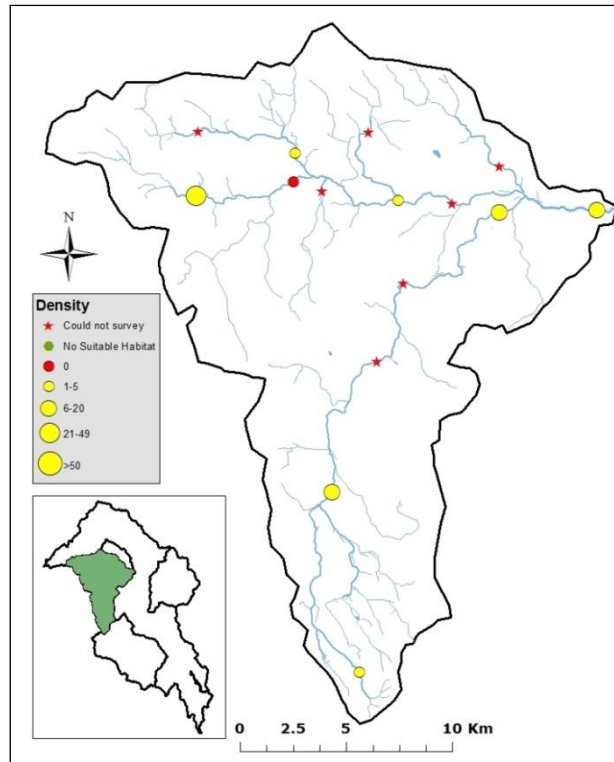 N
Density
Could not survey
No Suitable Habitat
0
1-5
6-20
21-49
>50
0 2.5 5 10 Km